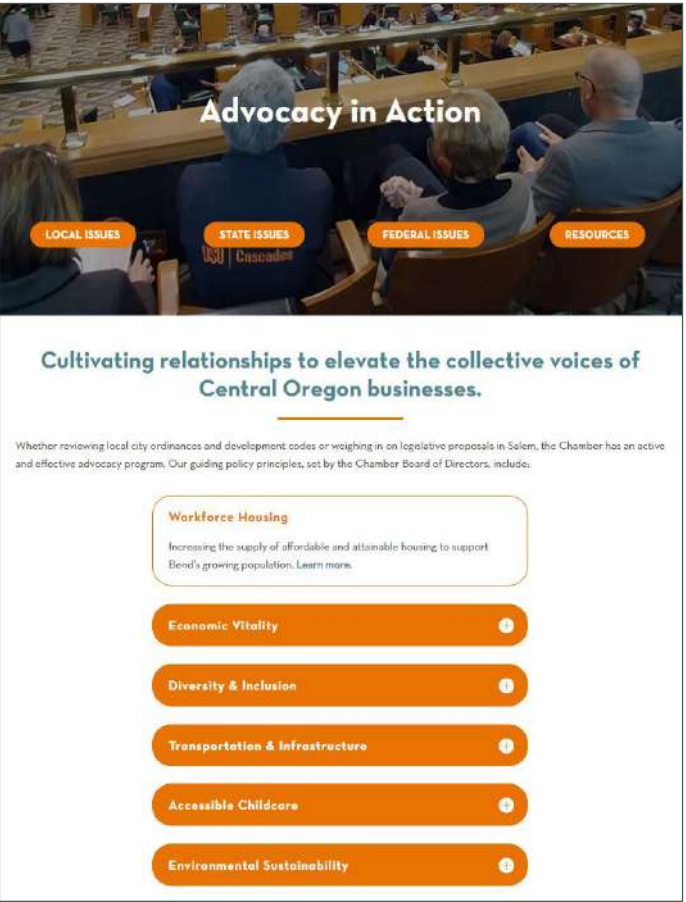 Advocacy in Action
LOCAL ISSUES
STATE ISSUES
FEDERAL ISSUES
RESOURCES
OSU | Cascades
Cultivating relationships to elevate the collective voices of
Central Oregon businesses.
Whether reviewing local city ordinances and development codes or weighing in on legislative proposals in Salem, the Chamber has an active
and effective advocacy program. Our guiding policy principles, set by the Chamber Board of Directors, include:
Workforce Housing
Increasing the supply of affordable and attainable housing to support
Bend's growing population. Learn more.
Economic Vitality
Diversity & Inclusion
Transportation & Infrastructure
Accessible Childcare
Environmental Sustainability